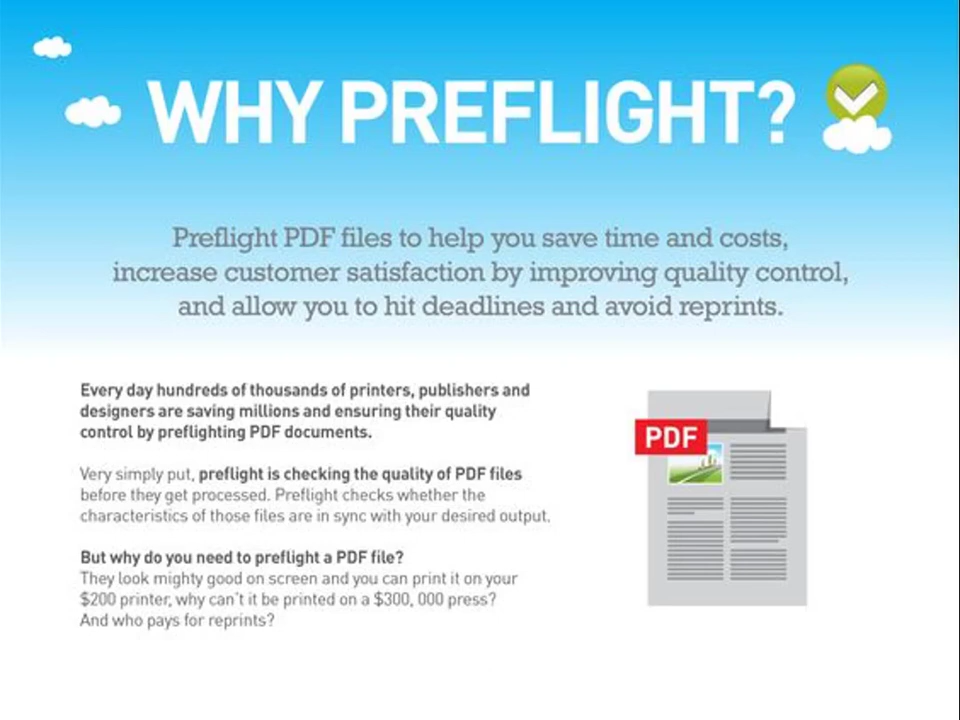 WHY PREFLIGHT?
Preflight PDF files to help you save time and costs,
increase customer satisfaction by improving quality control,
and allow you to hit deadlines and avoid reprints.
Every day hundreds of thousands of printers, publishers and
designers are saving millions and ensuring their quality
control by preflighting PDF documents.
Very simply put, preflight is checking the quality of PDF files
before they get processed. Preflight checks whether the
characteristics of those files are in sync with your desired output.
But why do you need to preflight a PDF file?
They look mighty good on screen and you can print it on your
$200 printer, why can't it be printed on a $300, 000 press?
And who pays for reprints?
PDF